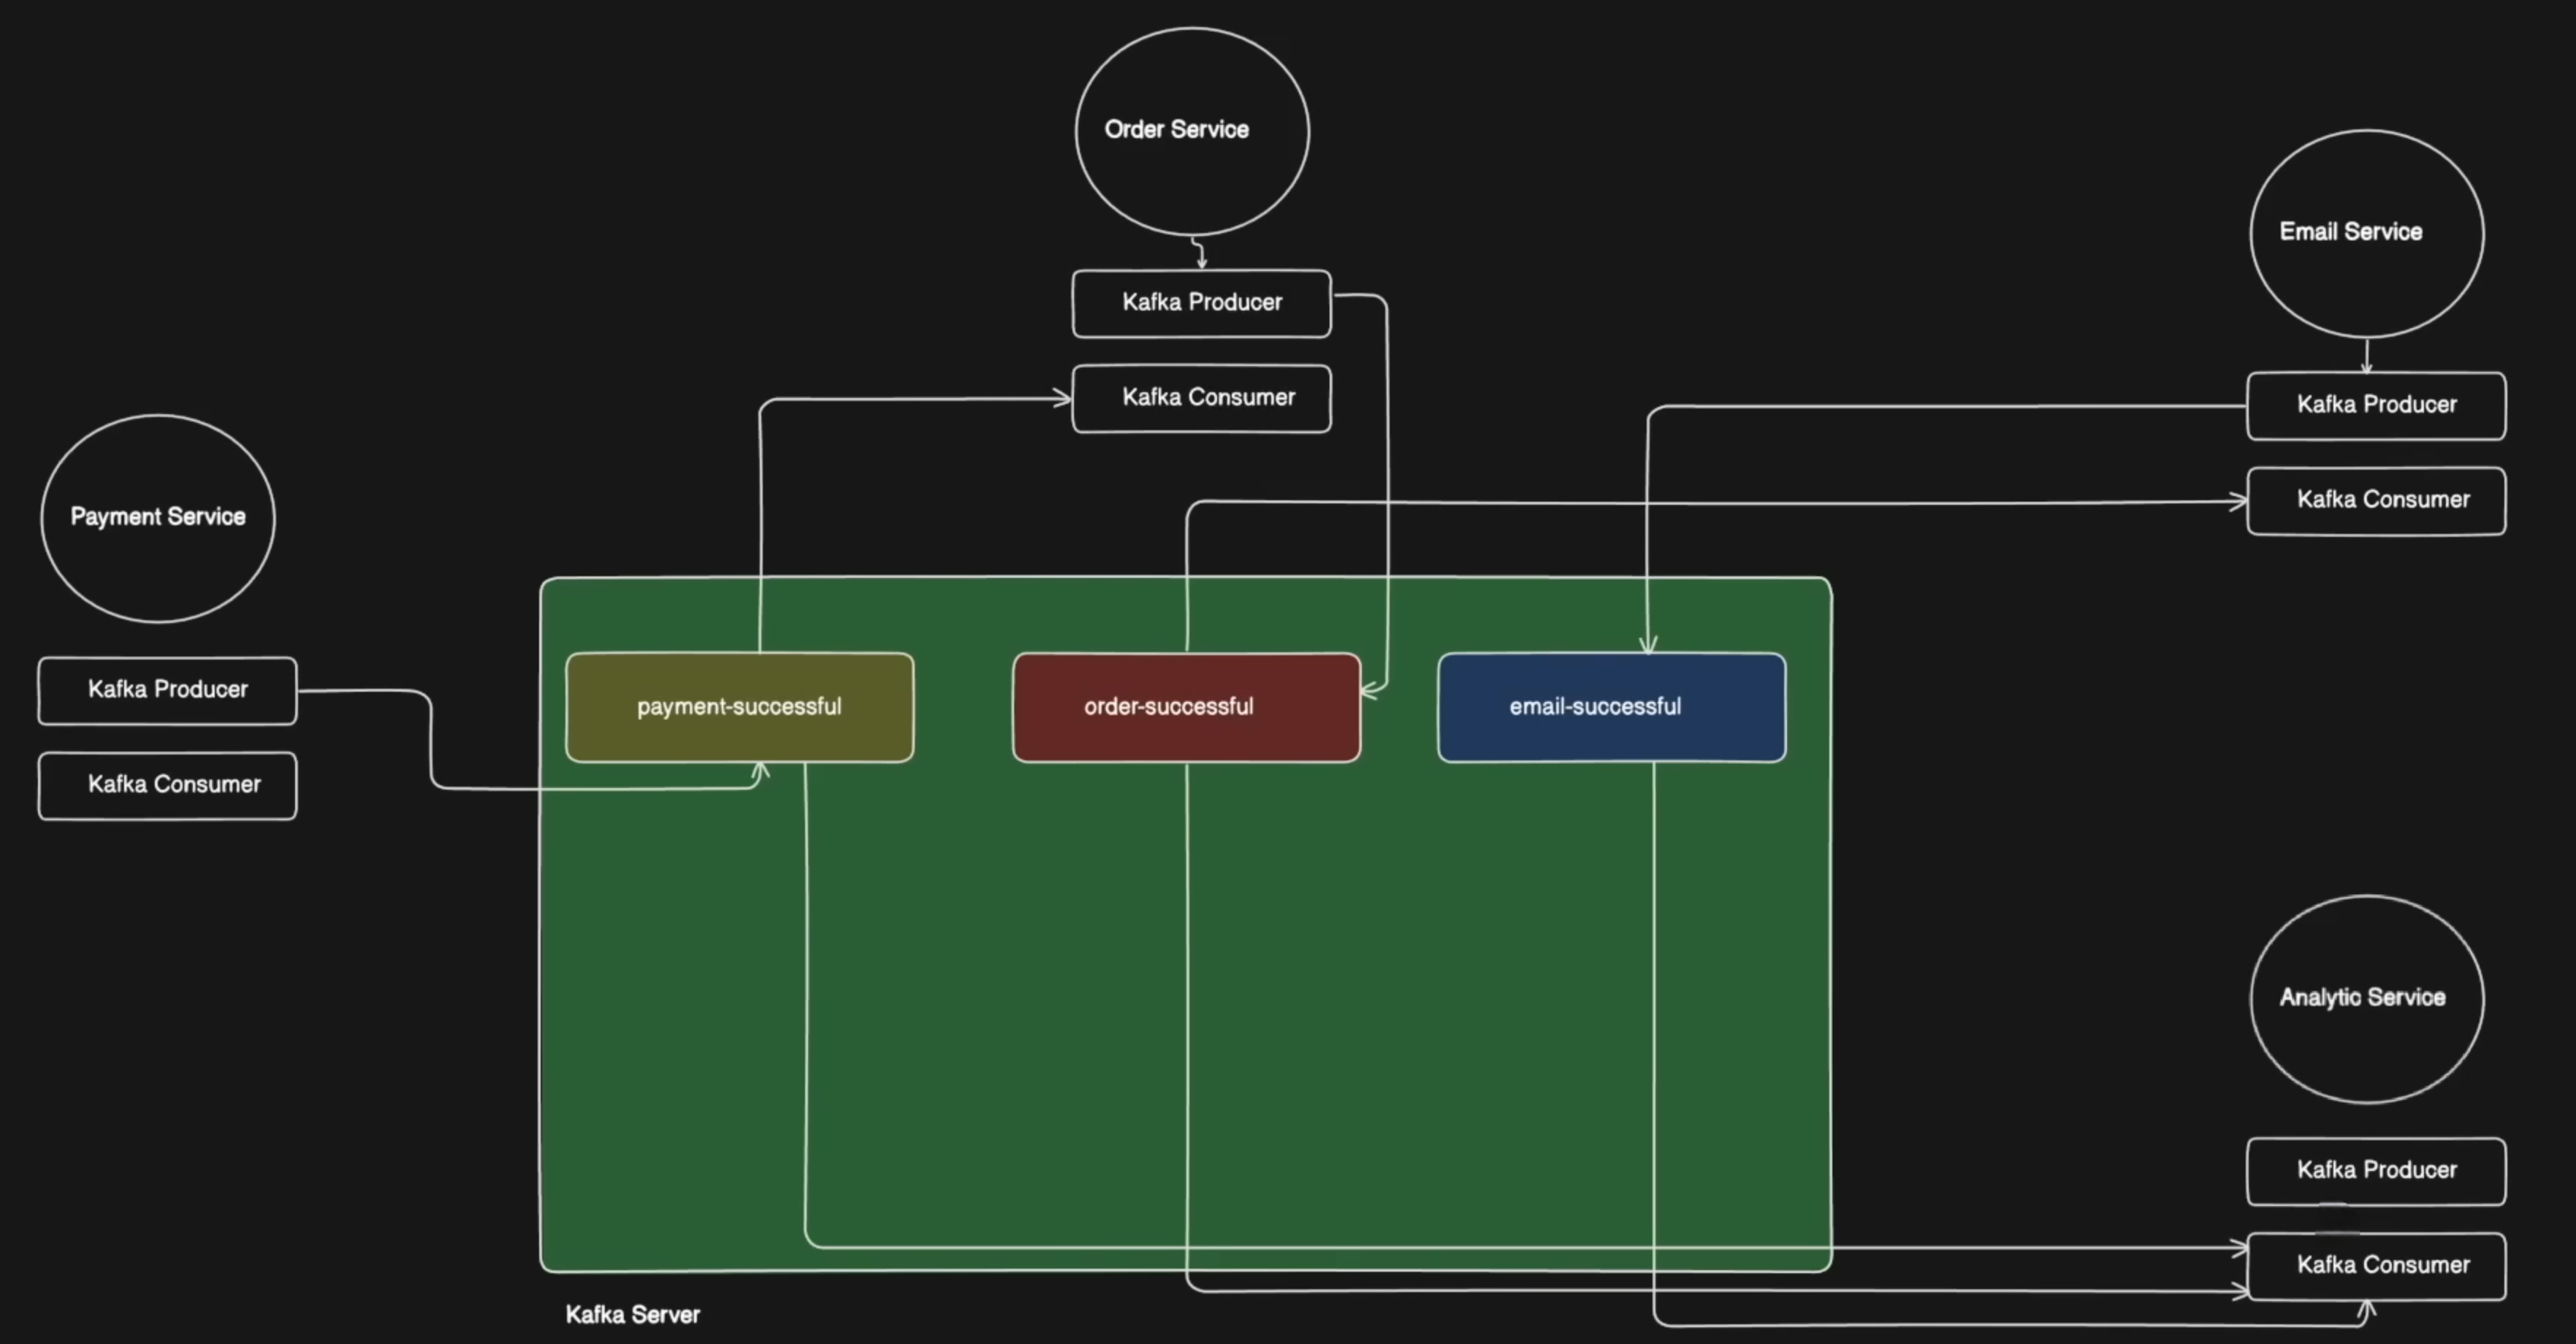 Order Service
Kafka Producer
Kafka Consumer
Email Service
Kafka Producer
Kafka Consumer
Payment Service
Kafka Producer
Kafka Consumer
payment-successful
order-successful
email-successful
Kafka Server
Analytic Service
Kafka Producer
Kafka Consumer